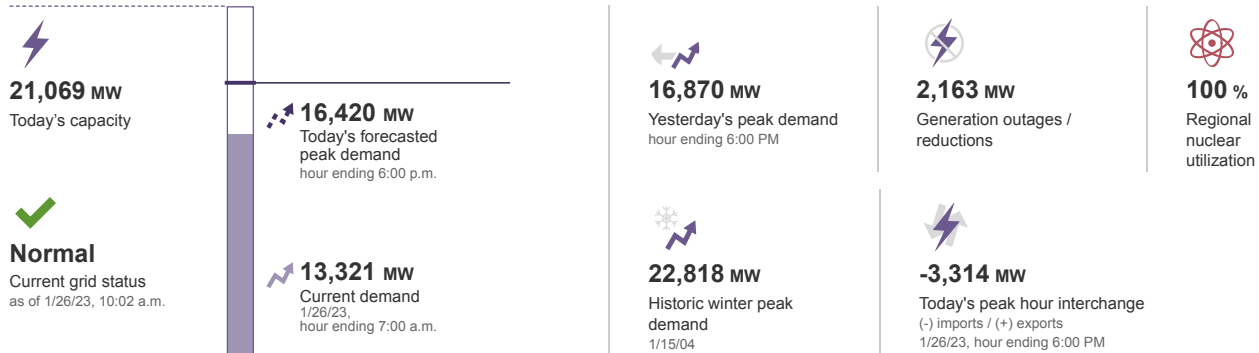 21,069 MW
Today's capacity
Normal
Current grid status
as of 1/26/23, 10:02 a.m.
16,420 MW
Today's forecasted
peak demand
hour ending 6:00 p.m.
13,321 MW
Current demand
1/26/23,
hour ending 7:00 a.m.
16,870 MW
Yesterday's peak demand
hour ending 6:00 PM
2,163 MW
Generation outages /
reductions
100 %
Regional
nuclear
utilization
22,818 MW
Historic winter peak
demand
1/15/04
-3,314 MW
Today's peak hour interchange
(-) imports / (+) exports
1/26/23, hour ending 6:00 PM